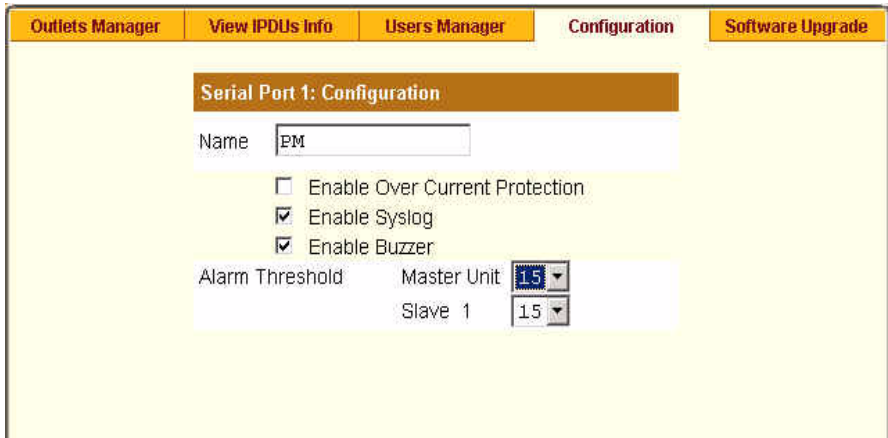 Outlets Manager View IPDUs Info Users Manager Configuration Software Upgrade
Serial Port 1: Configuration
Name PM
Enable Over Current Protection
Enable Syslog
Enable Buzzer
Alarm Threshold Master Unit 15
Slave 1 15